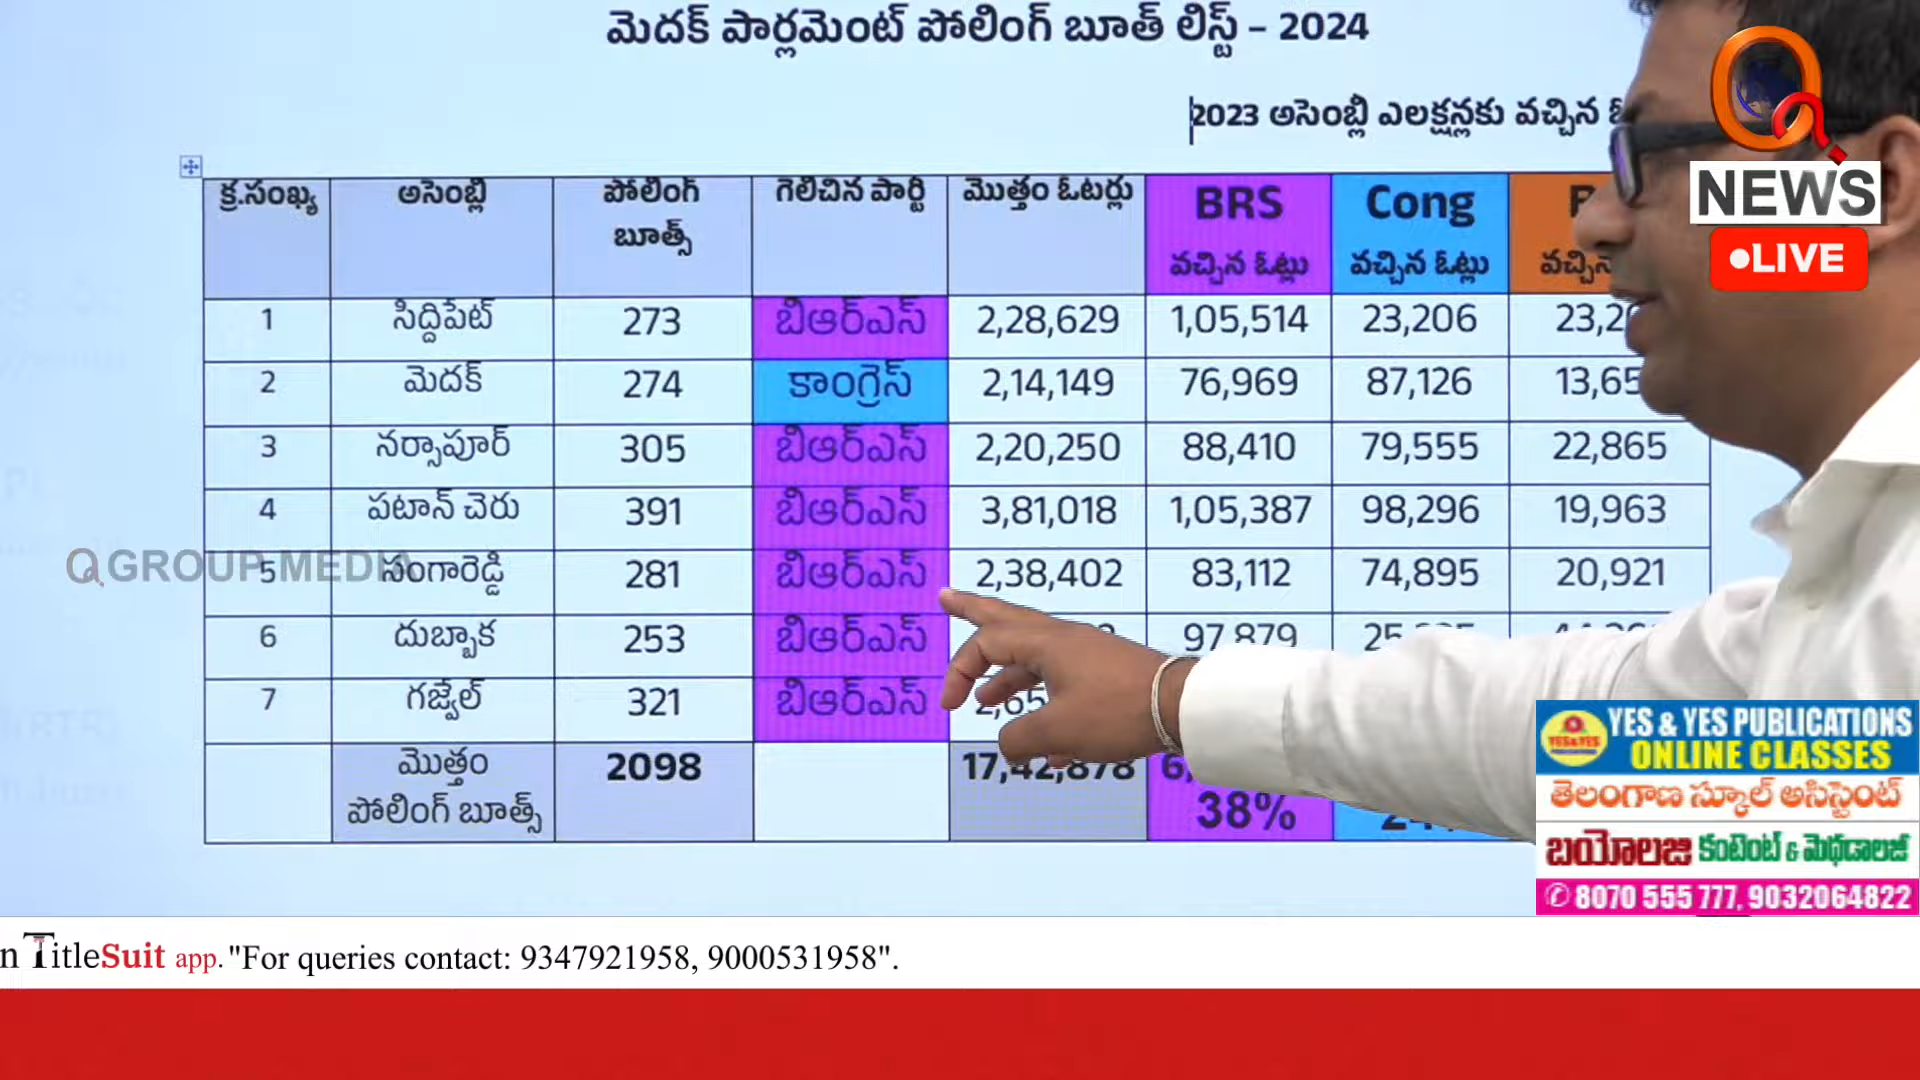 మెదక్ పార్లమెంట్ పోలింగ్ బూత్ లిస్ట్ – 2024
2023 అసెంబ్లీ ఎలక్షన్లకు వచ్చిన
క్ర.సంఖ్య అసెంబ్లీ పోలింగ్ బూత్స్ గెలిచిన పార్టీ మొత్తం ఓటర్లు BRS వచ్చిన ఓట్లు Cong వచ్చిన ఓట్లు
1 సిద్దిపేట్ 273 బీఆర్ఎస్ 2,28,629 1,05,514 23,206
2 మెదక్ 274 కాంగ్రెస్ 2,14,149 76,969 87,126
3 నర్సాపూర్ 305 బీఆర్ఎస్ 2,20,250 88,410 79,555 22,865
4 పటాన్ చెరు 391 బీఆర్ఎస్ 3,81,018 1,05,387 98,296 19,963
5 సంగారెడ్డి 281 బీఆర్ఎస్ 2,38,402 83,112 74,895 20,921
6 దుబ్బాక 253 బీఆర్ఎస్ 97,879
7 గజ్వేల్ 321 బీఆర్ఎస్
మొత్తం పోలింగ్ బూత్స్ 2098 17,42,878
38%
GROUP MEDIA
NEWS
LIVE
YES & YES PUBLICATIONS
ONLINE CLASSES
తెలంగాణ స్కూల్ అసిస్టెంట్
బయోలజి కంటెంట్ & మెథడాలజీ
8070 555 777, 9032064822
n TitleSuit app. "For queries contact: 9347921958, 9000531958".